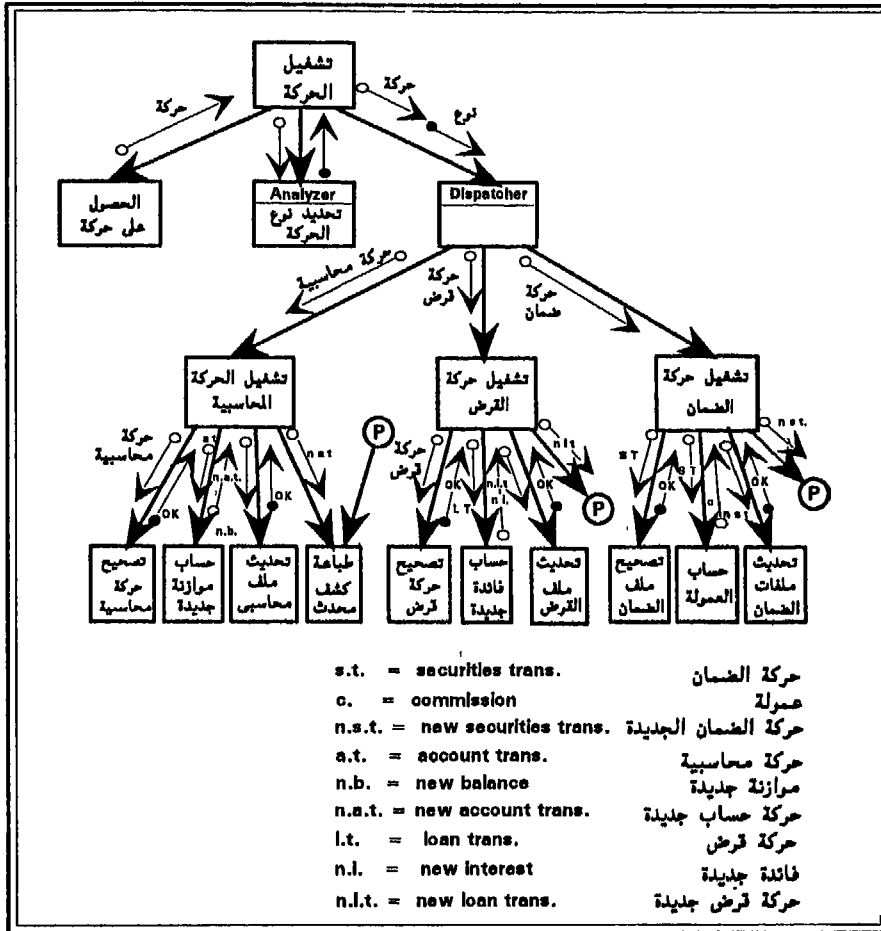 تشغيل
الحركة
حركة
حركة
نوع
الحصول
على حركة
Analyzer
تحديد نوع
الحركة
Dispatcher
حركة محاسبية
حركة
قرض
حركة
ضمان
تشغيل الحركة
المحاسبية
تشغيل حركة
القرض
تشغيل حركة
الضمان
حركة
محاسبية
OK
a t
n.a.t.
n.b.
OK
n a t
P
حركة
قرض
OK
L T
n.l.t
n i.
OK
n l t
P
S T
OK
S T
n s t
OK
n s t.
P
تصحيح
حركة
محاسبية
حساب
موازنة
جديدة
تحديث
ملف
محاسبى
طباعة
كشف
محدث
تصحيح
حركة
قرض
حساب
فائدة
جديدة
تحديث
ملف
القرض
تصحيح
ملف
الضمان
حساب
العمولة
تحديث
ملفات
الضمان
s.t. = securities trans. حركة الضمان
c. = commission عمولة
n.s.t. = new securities trans. حركة الضمان الجديدة
a.t. = account trans. حركة محاسبية
n.b. = new balance موازنة جديدة
n.a.t. = new account trans. حركة حساب جديدة
l.t. = loan trans. حركة قرض
n.i. = new interest فائدة جديدة
n.l.t. = new loan trans. حركة قرض جديدة